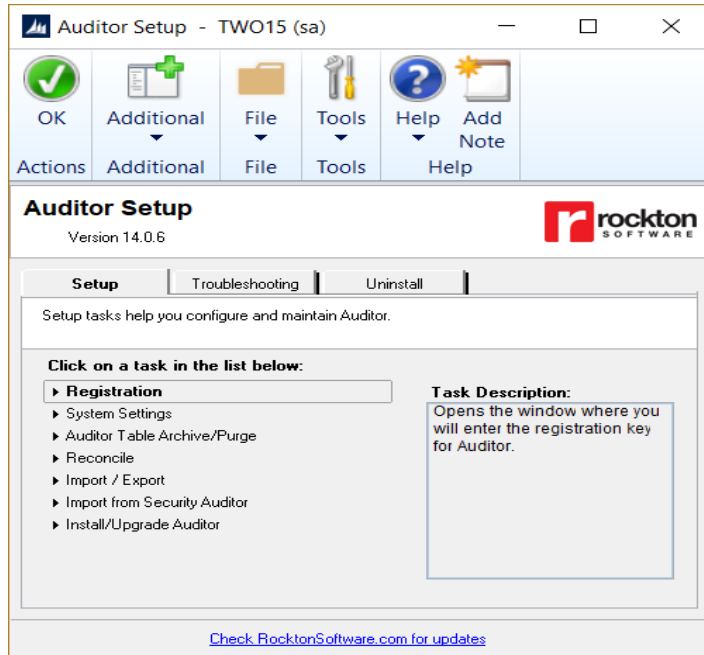 Auditor Setup - TWO15 (sa)
OK Additional File Tools Help Add Note
Actions Additional File Tools Help
Auditor Setup
Version 14.0.6
rockton
SOFTWARE
Setup Troubleshooting Uninstall
Setup tasks help you configure and maintain Auditor.
Click on a task in the list below:
Registration
System Settings
Auditor Table Archive/Purge
Reconcile
Import / Export
Import from Security Auditor
Install/Upgrade Auditor
Task Description:
Opens the window where you
will enter the registration key
for Auditor.
Check RocktonSoftware.com for updates